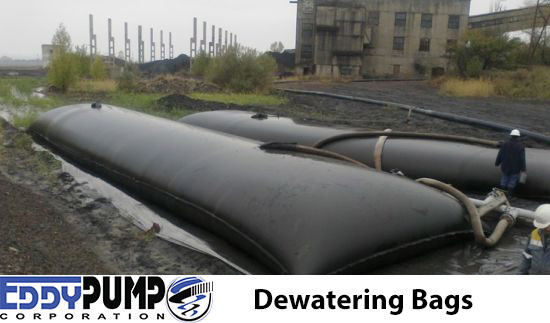 EDDYPUMP
CORPORATION
Dewatering Bags